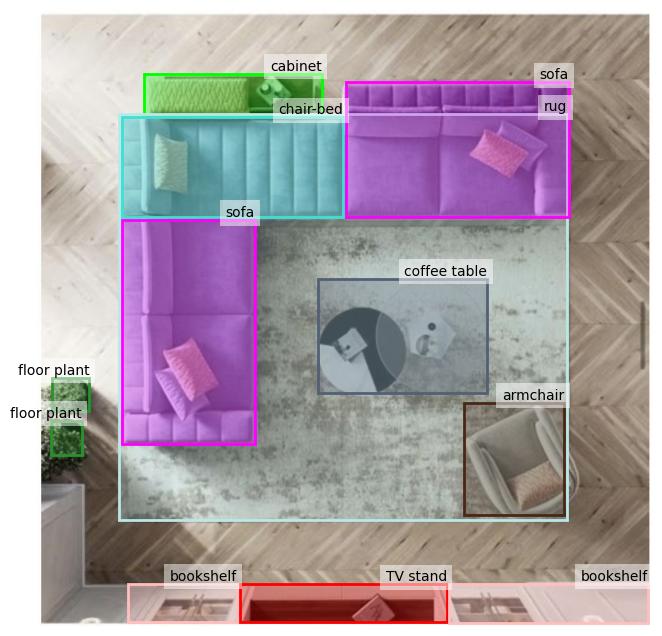 cabinet
sofa
chair-bed
rug
sofa
coffee table
floor plant
armchair
floor plant
bookshelf
TV stand
bookshelf